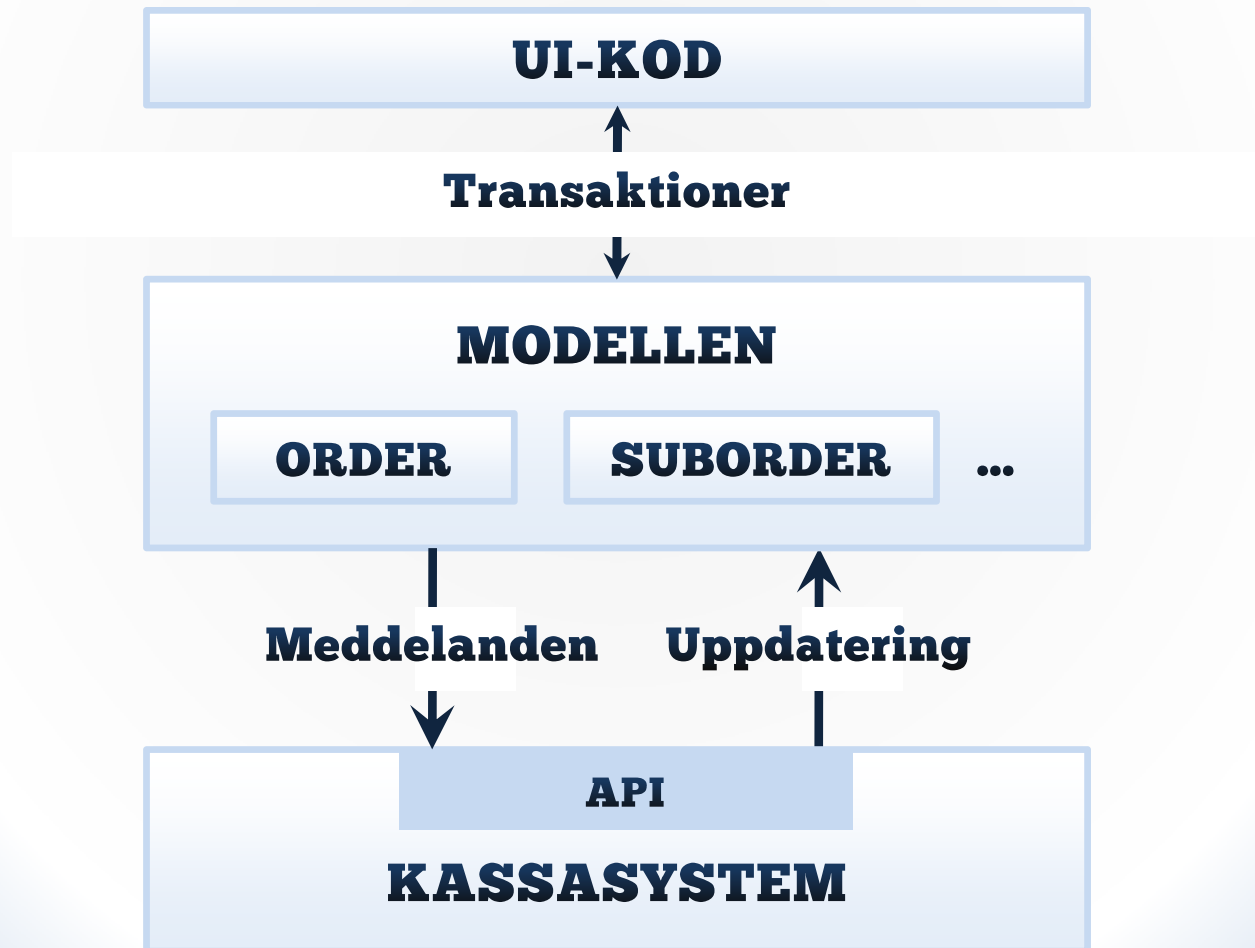 UI-KOD
Transaktioner
MODELLEN
ORDER SUBORDER ...
Meddelanden Uppdatering
API
KASSASYSTEM